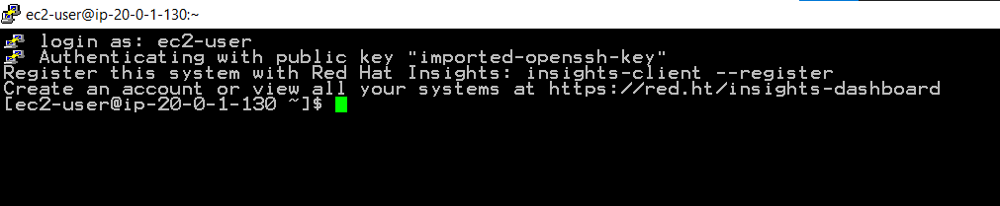 ec2-user@ip-20-0-1-130:~
login as: ec2-user
Authenticating with public key "imported-openssh-key"
Register this system with Red Hat Insights: insights-client --register
Create an account or view all your systems at https://red.ht/insights-dashboard
[ec2-user@ip-20-0-1-130 ~]$